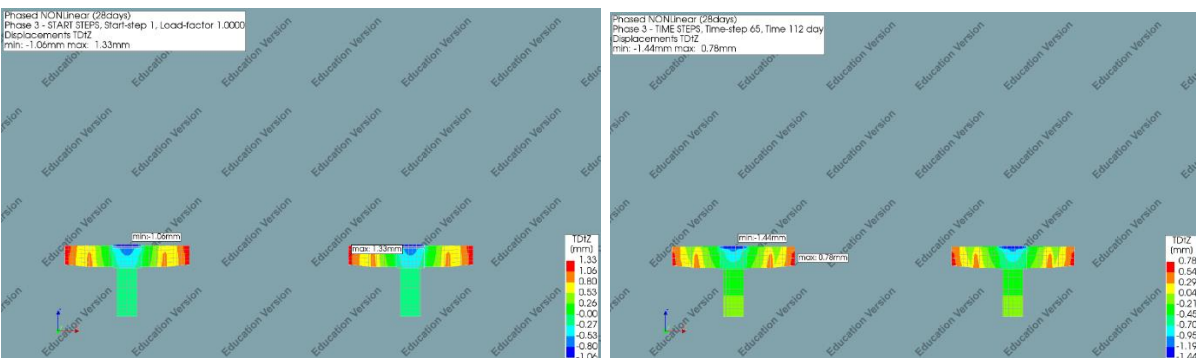 Phased NONLinear (28days)
Phase 3 - START STEPS, Start-step 1, Load-factor 1.0000
Displacements TDtZ
min: -1.06mm max: 1.33mm
Education Version
min:-1.06mm
max: 1.33mm
TDtZ
(mm)
1.33
1.06
0.80
0.53
0.26
-0.00
-0.27
-0.53
-0.80
-1.06
Phased NONLinear (28days)
Phase 3 - TIME STEPS, Time-step 65, Time 112 day
Displacements TDtZ
min: -1.44mm max: 0.78mm
Education Version
min:-1.44mm
max: 0.78mm
TDtZ
(mm)
0.78
0.54
0.29
0.04
-0.21
-0.45
-0.70
-0.95
-1.19